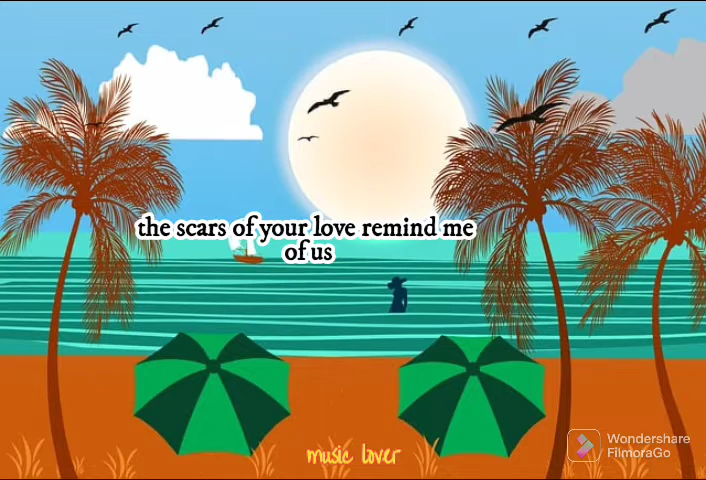 the scars of your love remind me
of us
music lover
Wondershare
FilmoraGo